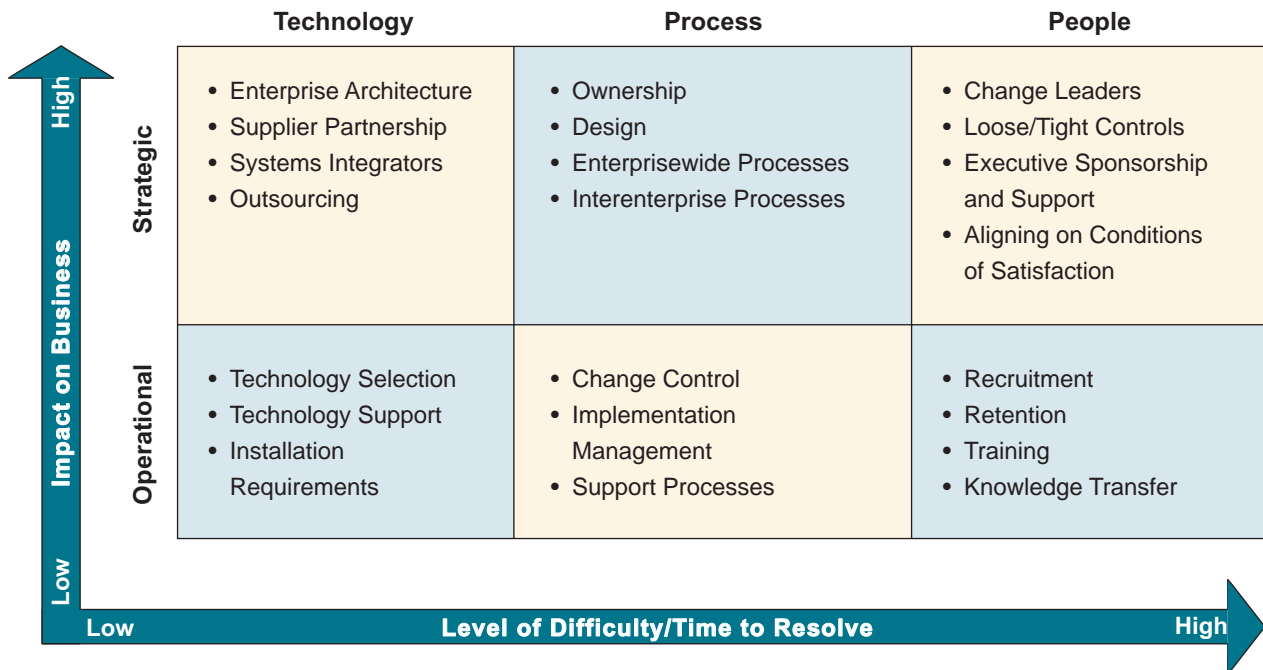 Technology
Process
People
High
Impact on Business
Low
Strategic
• Enterprise Architecture
• Supplier Partnership
• Systems Integrators
• Outsourcing
• Ownership
• Design
• Enterprisewide Processes
• Interenterprise Processes
• Change Leaders
• Loose/Tight Controls
• Executive Sponsorship
and Support
• Aligning on Conditions
of Satisfaction
Operational
• Technology Selection
• Technology Support
• Installation
Requirements
• Change Control
• Implementation
Management
• Support Processes
• Recruitment
• Retention
• Training
• Knowledge Transfer
Low
Level of Difficulty/Time to Resolve
High